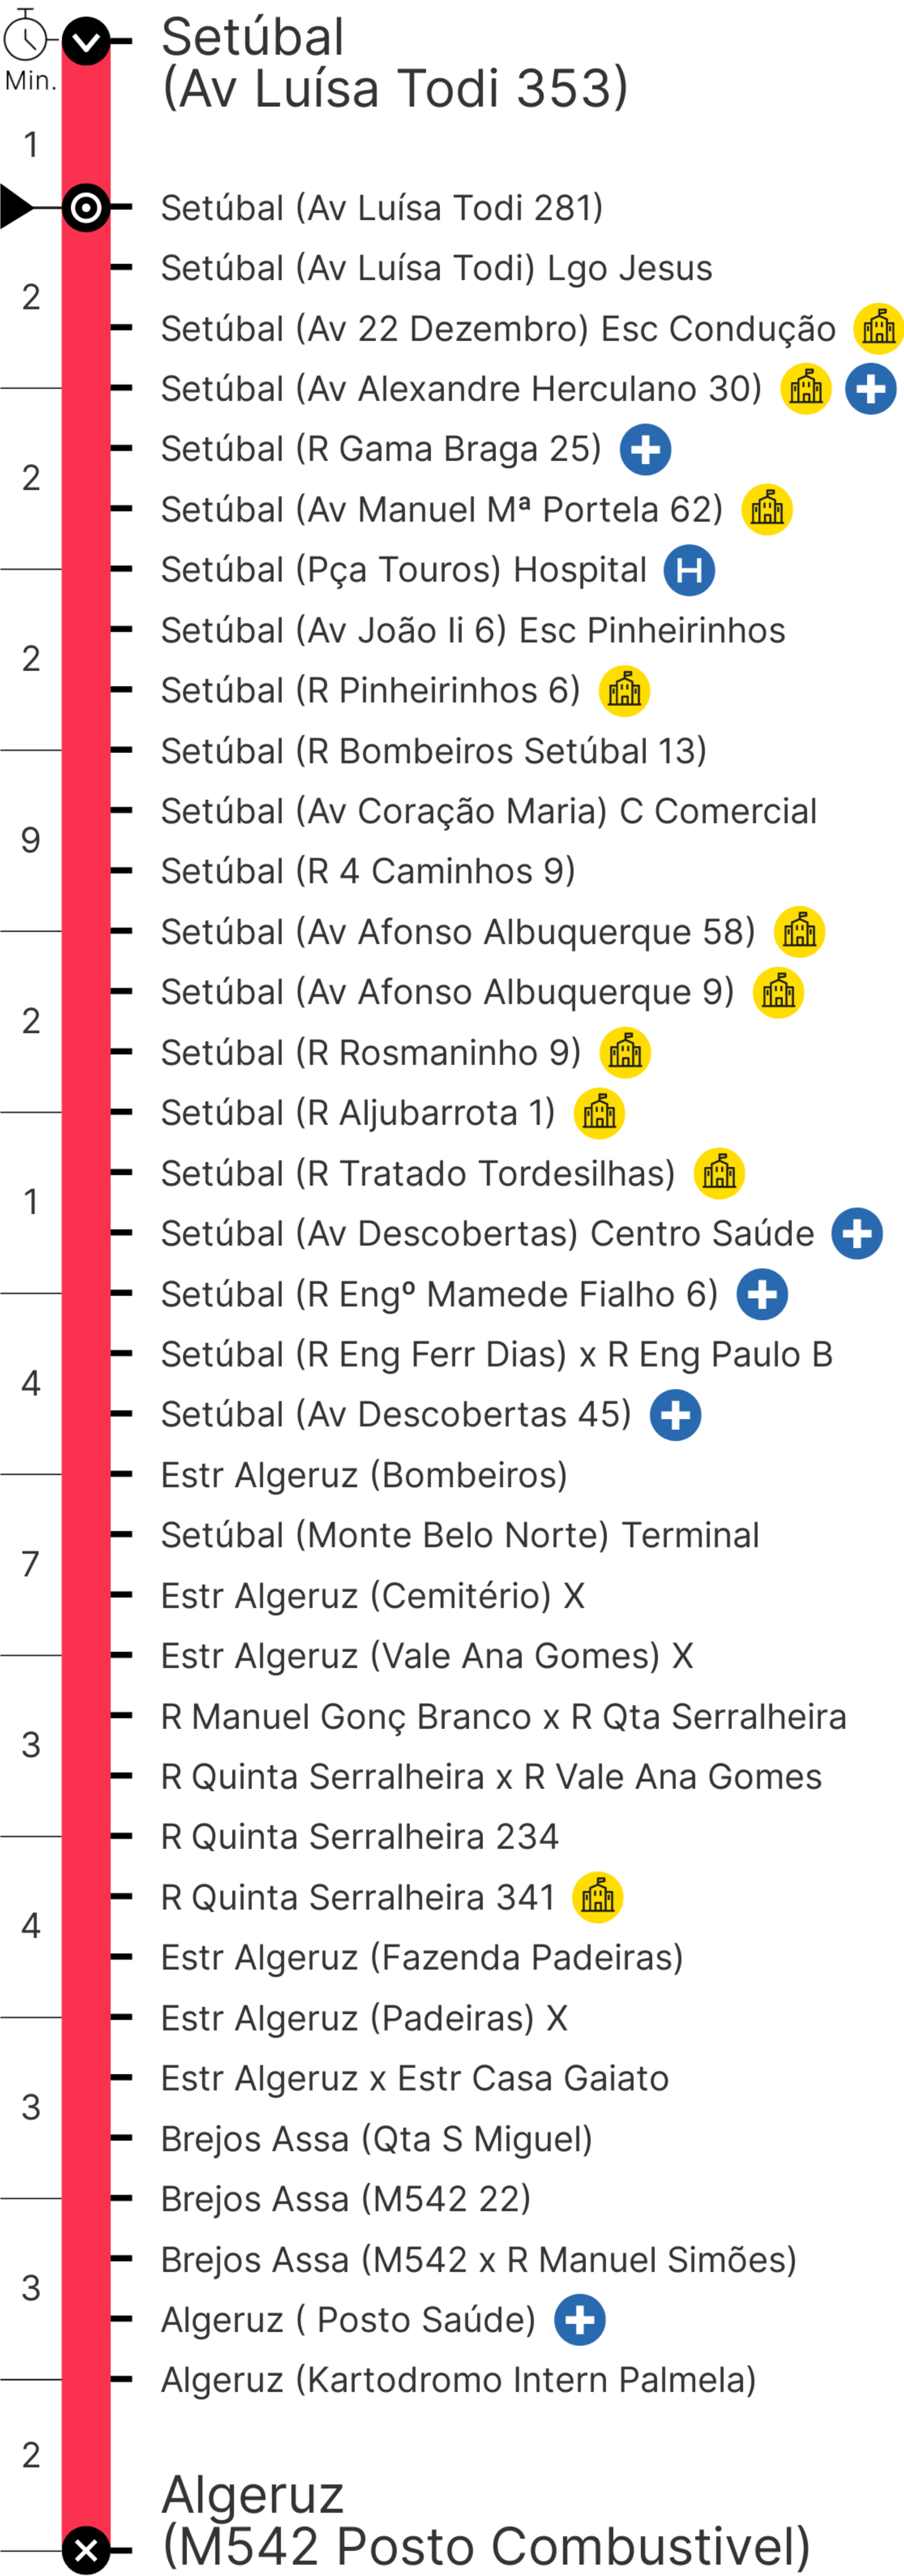 Setúbal
(Av Luísa Todi 353)
Min.
1
Setúbal (Av Luísa Todi 281)
Setúbal (Av Luísa Todi) Lgo Jesus
2
Setúbal (Av 22 Dezembro) Esc Condução
Setúbal (Av Alexandre Herculano 30)
Setúbal (R Gama Braga 25)
2
Setúbal (Av Manuel Mª Portela 62)
Setúbal (Pça Touros) Hospital H
Setúbal (Av João Ii 6) Esc Pinheirinhos
2
Setúbal (R Pinheirinhos 6)
Setúbal (R Bombeiros Setúbal 13)
Setúbal (Av Coração Maria) C Comercial
9
Setúbal (R 4 Caminhos 9)
Setúbal (Av Afonso Albuquerque 58)
Setúbal (Av Afonso Albuquerque 9)
2
Setúbal (R Rosmaninho 9)
Setúbal (R Aljubarrota 1)
Setúbal (R Tratado Tordesilhas)
1
Setúbal (Av Descobertas) Centro Saúde
Setúbal (R Engº Mamede Fialho 6)
Setúbal (R Eng Ferr Dias) x R Eng Paulo B
4
Setúbal (Av Descobertas 45)
Estr Algeruz (Bombeiros)
Setúbal (Monte Belo Norte) Terminal
7
Estr Algeruz (Cemitério) X
Estr Algeruz (Vale Ana Gomes) X
R Manuel Gonç Branco x R Qta Serralheira
3
R Quinta Serralheira x R Vale Ana Gomes
R Quinta Serralheira 234
R Quinta Serralheira 341
4
Estr Algeruz (Fazenda Padeiras)
Estr Algeruz (Padeiras) X
Estr Algeruz x Estr Casa Gaiato
3
Brejos Assa (Qta S Miguel)
Brejos Assa (M542 22)
Brejos Assa (M542 x R Manuel Simões)
3
Algeruz ( Posto Saúde)
Algeruz (Kartodromo Intern Palmela)
2
Algeruz
(M542 Posto Combustivel)